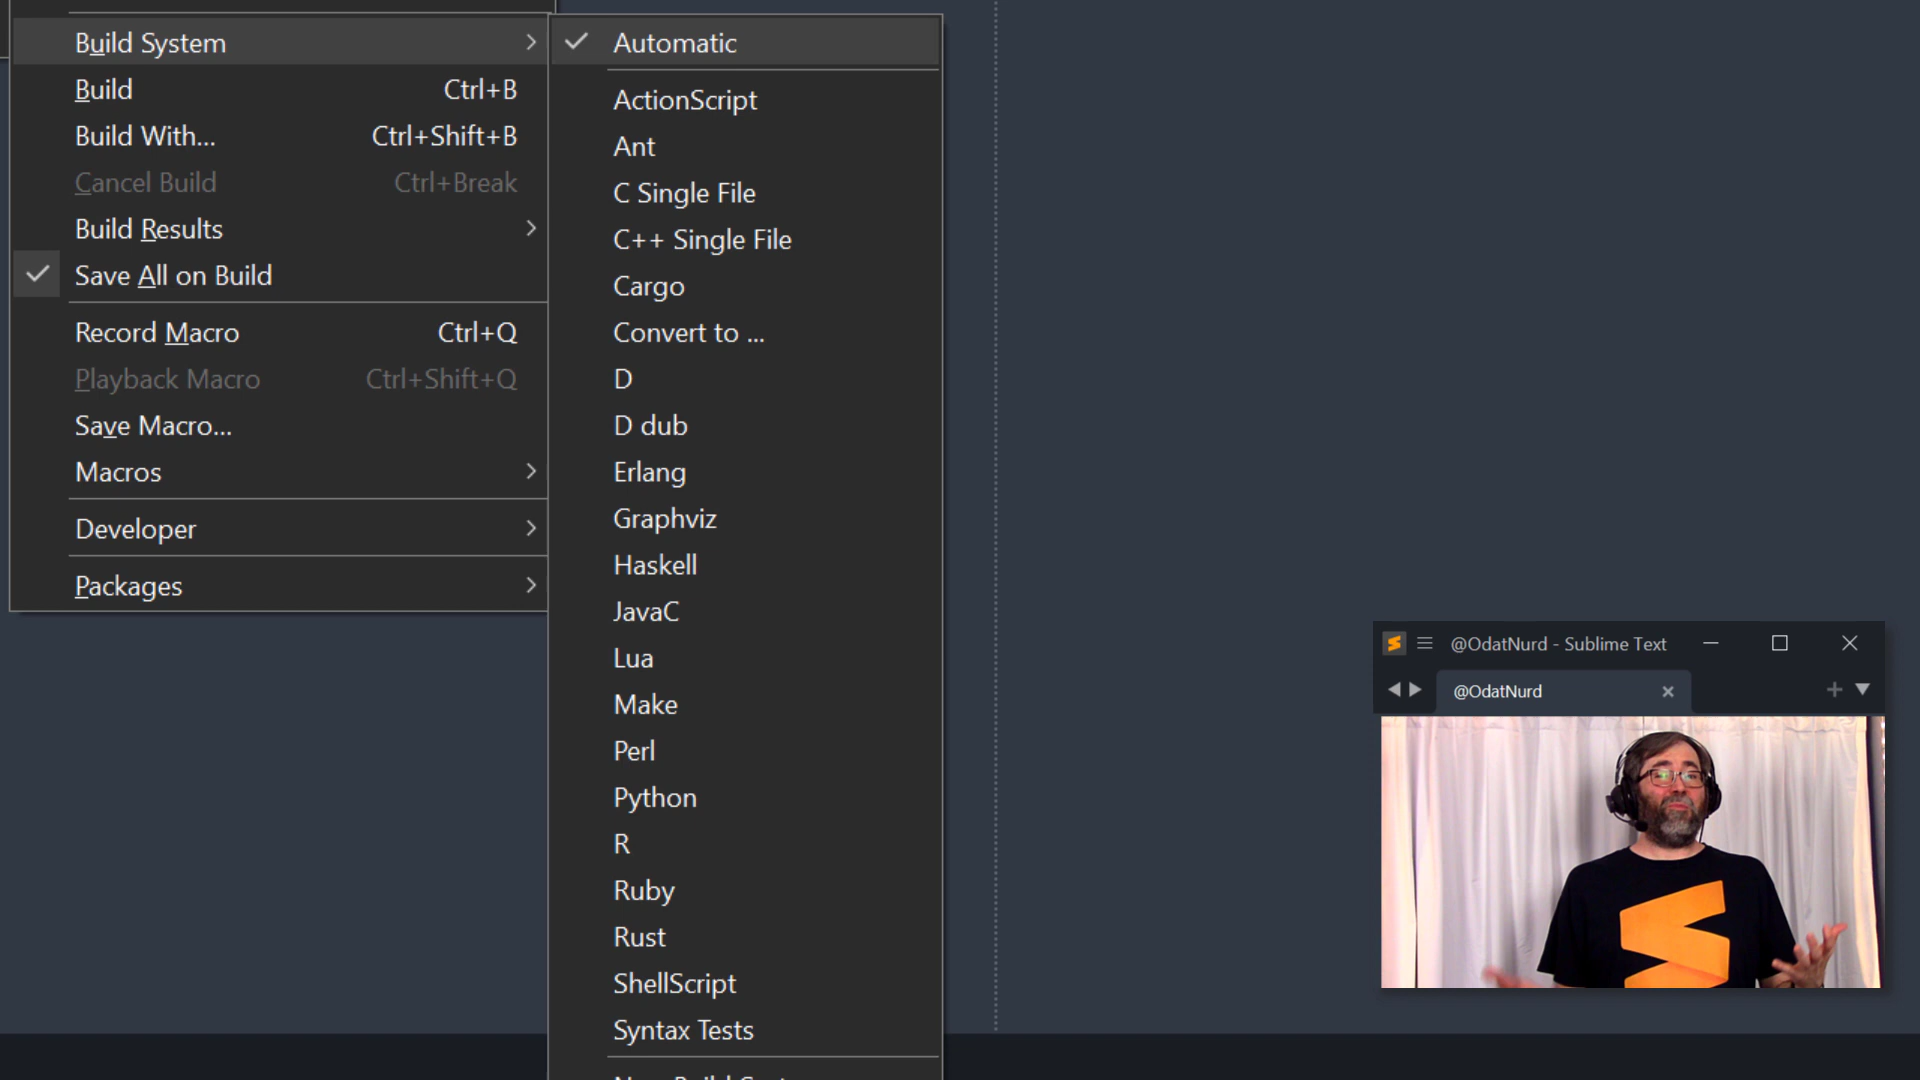 Build System
Build Ctrl+B
Build With... Ctrl+Shift+B
Cancel Build Ctrl+Break
Build Results
Save All on Build
Record Macro Ctrl+Q
Playback Macro Ctrl+Shift+Q
Save Macro...
Macros
Developer
Packages
Automatic
ActionScript
Ant
C Single File
C++ Single File
Cargo
Convert to ...
D
D dub
Erlang
Graphviz
Haskell
JavaC
Lua
Make
Perl
Python
R
Ruby
Rust
ShellScript
Syntax Tests
@OdatNurd - Sublime Text
@OdatNurd